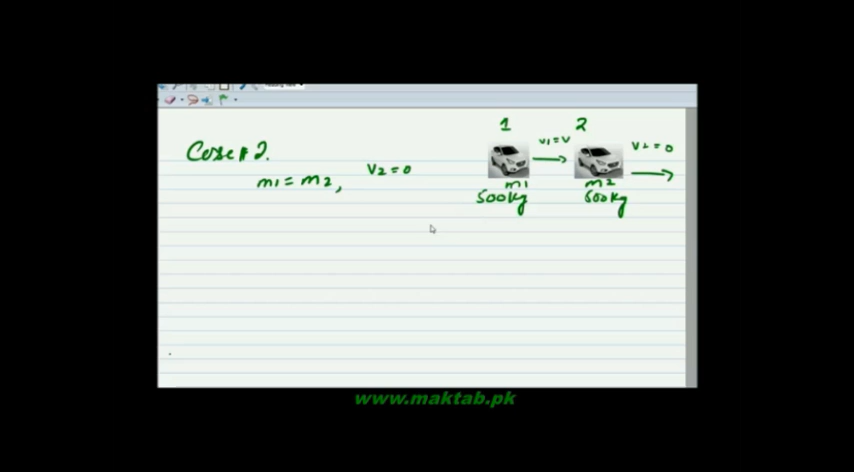 1 2
Case # 2.
v1=v
v2=0
m1=m2,
v2=0
m1
m2
500kg
500kg
www.maktab.pk